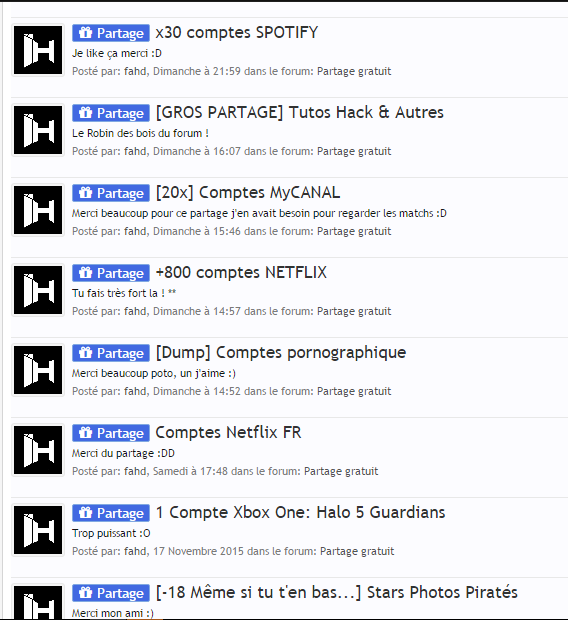 Partage x30 comptes SPOTIFY
Je like ça merci :D
Posté par: fahd, Dimanche à 21:59 dans le forum: Partage gratuit
Partage [GROS PARTAGE] Tutos Hack & Autres
Le Robin des bois du forum !
Posté par: fahd, Dimanche à 16:07 dans le forum: Partage gratuit
Partage [20x] Comptes MyCANAL
Merci beaucoup pour ce partage j'en avait besoin pour regarder les matchs :D
Posté par: fahd, Dimanche à 15:46 dans le forum: Partage gratuit
Partage +800 comptes NETFLIX
Tu fais très fort la ! **
Posté par: fahd, Dimanche à 14:57 dans le forum: Partage gratuit
Partage [Dump] Comptes pornographique
Merci beaucoup poto, un j'aime :)
Posté par: fahd, Dimanche à 14:52 dans le forum: Partage gratuit
Partage Comptes Netflix FR
Merci du partage :DD
Posté par: fahd, Samedi à 17:48 dans le forum: Partage gratuit
Partage 1 Compte Xbox One: Halo 5 Guardians
Trop puissant :O
Posté par: fahd, 17 Novembre 2015 dans le forum: Partage gratuit
Partage [-18 Même si tu t'en bas...] Stars Photos Piratés
Merci mon ami :)